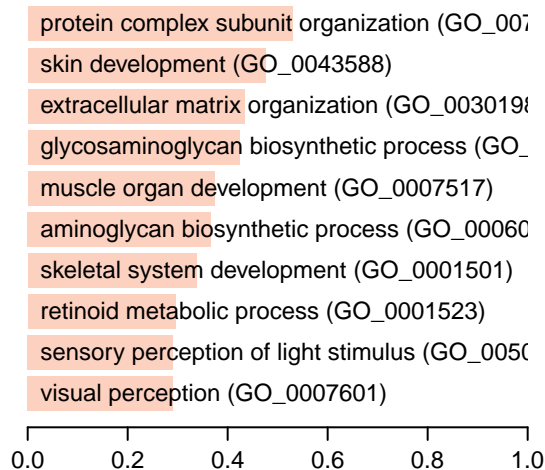 protein complex subunit organization (GO_007
skin development (GO_0043588)
extracellular matrix organization (GO_0030198
glycosaminoglycan biosynthetic process (GO_
muscle organ development (GO_0007517)
aminoglycan biosynthetic process (GO_00060
skeletal system development (GO_0001501)
retinoid metabolic process (GO_0001523)
sensory perception of light stimulus (GO_0050
visual perception (GO_0007601)
0.0 0.2 0.4 0.6 0.8 1.0